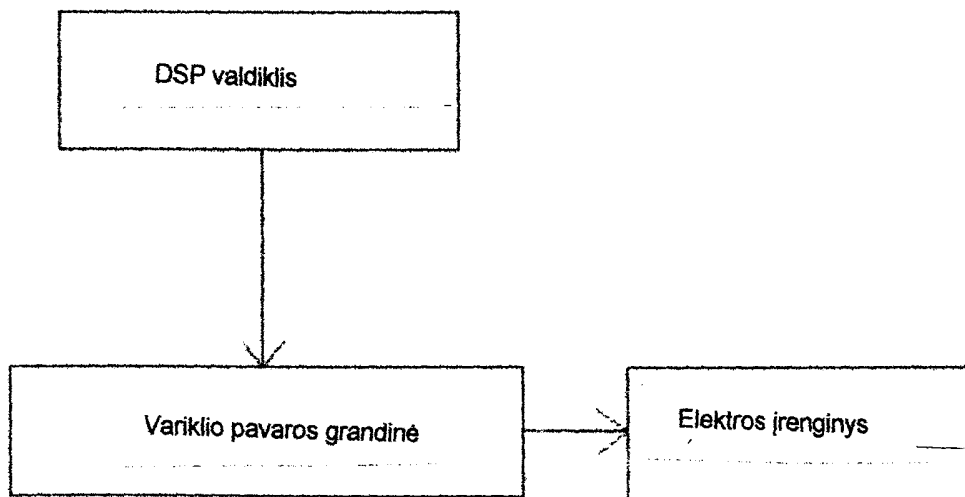 DSP valdiklis
Variklio pavaros grandinė
Elektros įrenginys